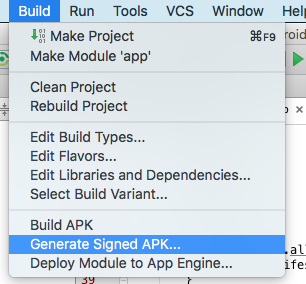 Build Run Tools VCS Window Help
Make Project ⌘F9
Make Module 'app'
Clean Project
Rebuild Project
Edit Build Types...
Edit Flavors...
Edit Libraries and Dependencies...
Select Build Variant...
Build APK
Generate Signed APK...
Deploy Module to App Engine...
39 }